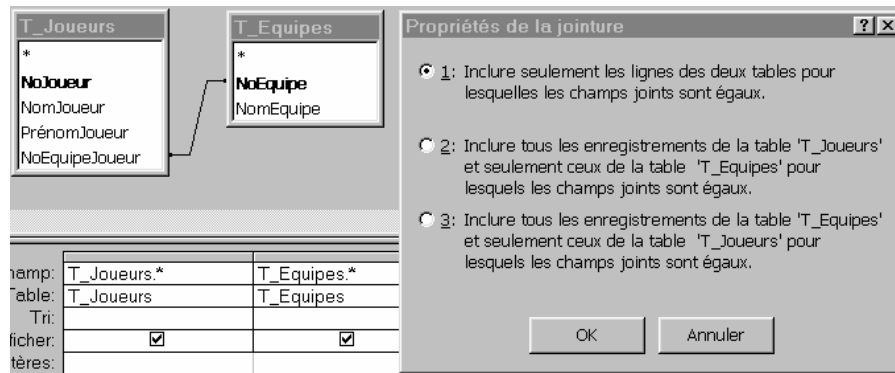 T_Joueurs
*
NoJoueur
NomJoueur
PrénomJoueur
NoEquipeJoueur
T_Equipes
*
NoEquipe
NomEquipe
Propriétés de la jointure
1: Inclure seulement les lignes des deux tables pour
lesquelles les champs joints sont égaux.
2: Inclure tous les enregistrements de la table 'T_Joueurs'
et seulement ceux de la table 'T_Equipes' pour
lesquels les champs joints sont égaux.
3: Inclure tous les enregistrements de la table 'T_Equipes'
et seulement ceux de la table 'T_Joueurs' pour
lesquels les champs joints sont égaux.
OK Annuler
hamp: T_Joueurs.* T_Equipes.*
Table: T_Joueurs T_Equipes
Tri:
ficher:
tères: